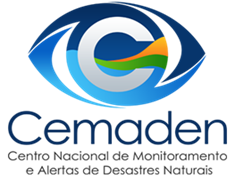 Cemaden
Centro Nacional de Monitoramento
e Alertas de Desastres Naturais